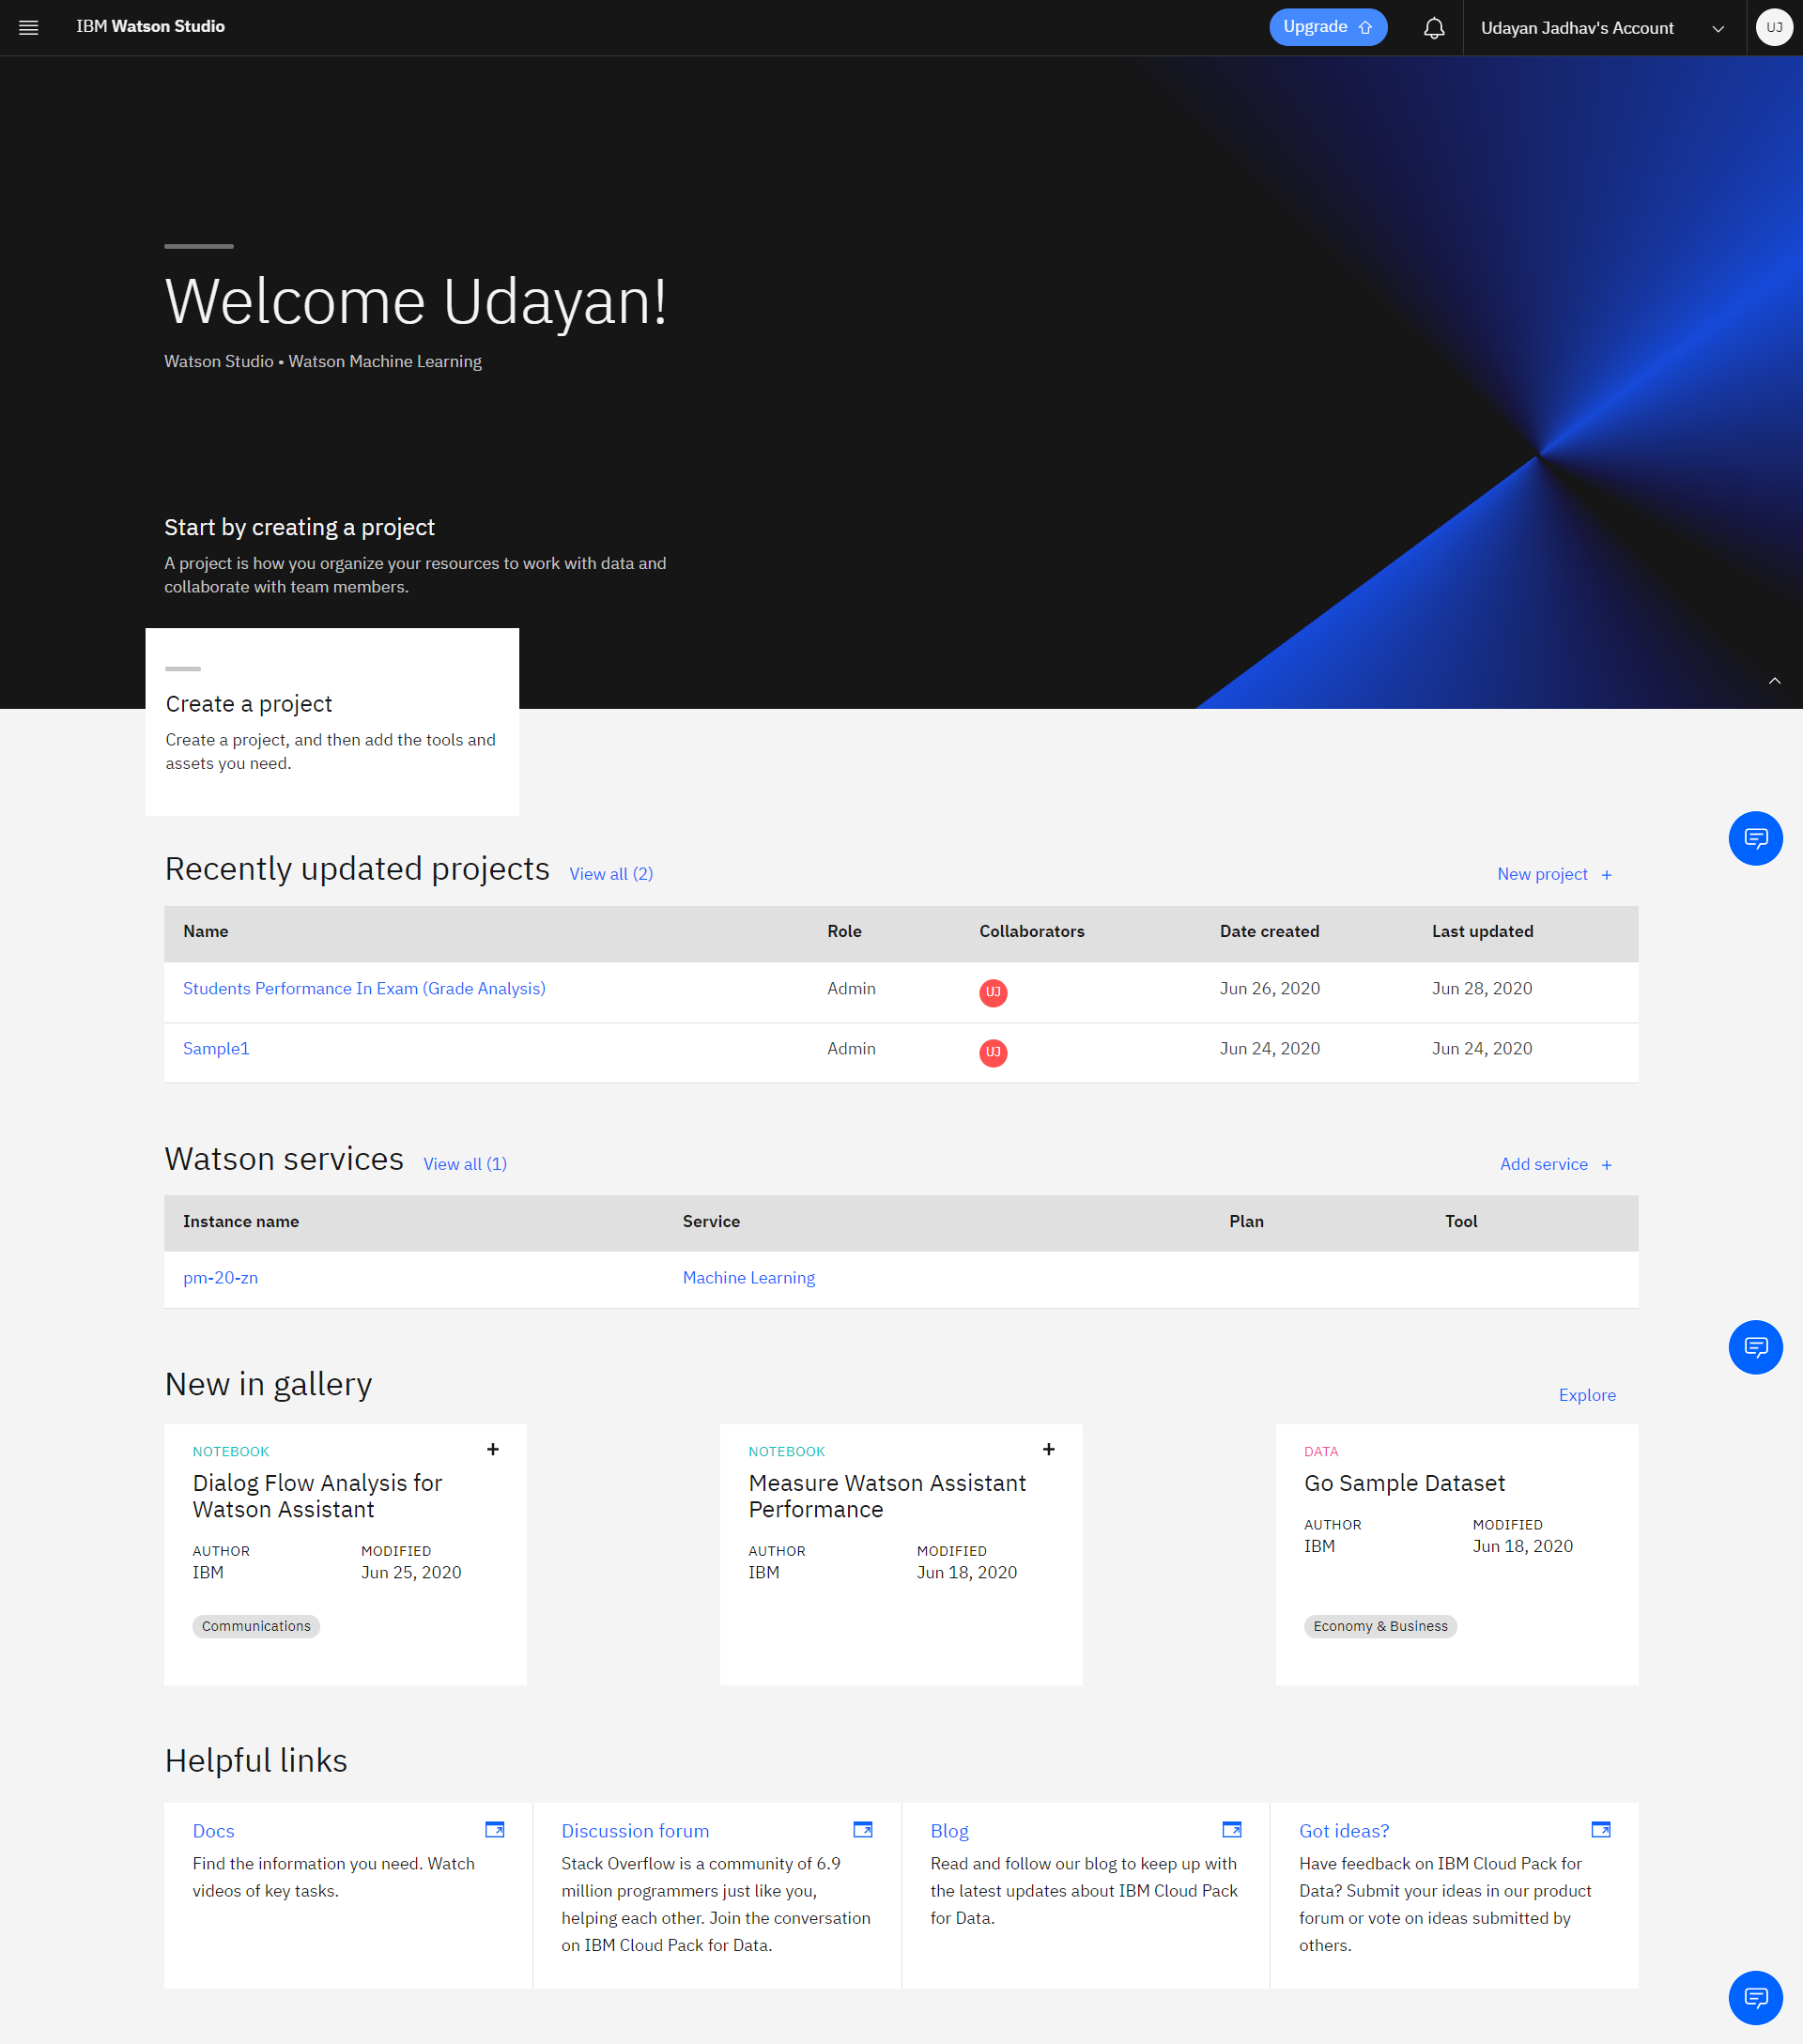 IBM Watson Studio
Upgrade
Udayan Jadhav's Account
UJ
Welcome Udayan!
Watson Studio • Watson Machine Learning
Start by creating a project
A project is how you organize your resources to work with data and
collaborate with team members.
Create a project
Create a project, and then add the tools and
assets you need.
Recently updated projects View all (2) New project +
Name Role Collaborators Date created Last updated
Students Performance In Exam (Grade Analysis) Admin UJ Jun 26, 2020 Jun 28, 2020
Sample1 Admin UJ Jun 24, 2020 Jun 24, 2020
Watson services View all (1) Add service +
Instance name Service Plan Tool
pm-20-zn Machine Learning
New in gallery
Explore
NOTEBOOK +
Dialog Flow Analysis for
Watson Assistant
AUTHOR MODIFIED
IBM Jun 25, 2020
Communications
NOTEBOOK +
Measure Watson Assistant
Performance
AUTHOR MODIFIED
IBM Jun 18, 2020
DATA
Go Sample Dataset
AUTHOR MODIFIED
IBM Jun 18, 2020
Economy & Business
Helpful links
Docs
Find the information you need. Watch
videos of key tasks.
Discussion forum
Stack Overflow is a community of 6.9
million programmers just like you,
helping each other. Join the conversation
on IBM Cloud Pack for Data.
Blog
Read and follow our blog to keep up with
the latest updates about IBM Cloud Pack
for Data.
Got ideas?
Have feedback on IBM Cloud Pack for
Data? Submit your ideas in our product
forum or vote on ideas submitted by
others.